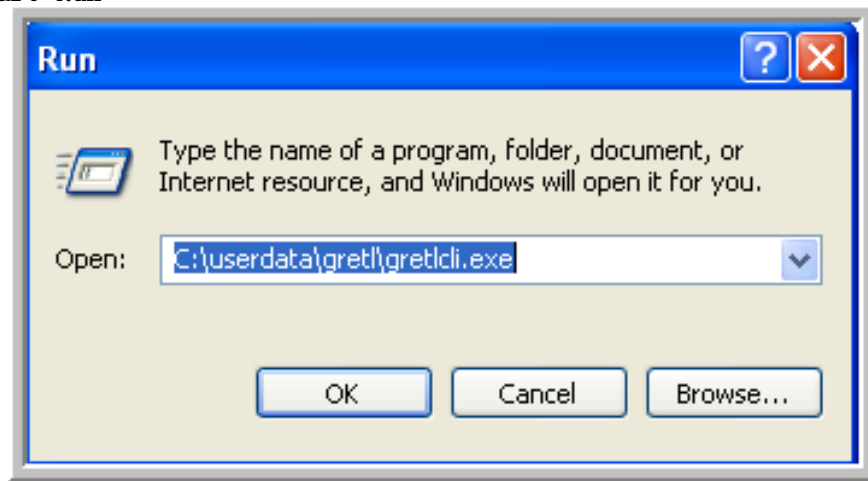 Run
Type the name of a program, folder, document, or
Internet resource, and Windows will open it for you.
Open:
C:\userdata\gretl\gretlcli.exe
OK
Cancel
Browse...